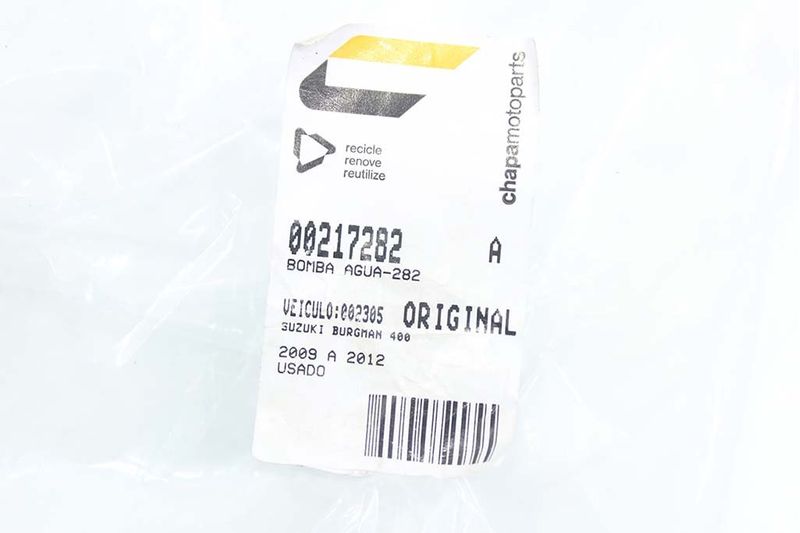 chapamotoparts
recicle
renove
reutilize
00217282 A
BOMBA AGUA-282
VEICULO:002305 ORIGINAL
SUZUKI BURGMAN 400
2009 A 2012
USADO